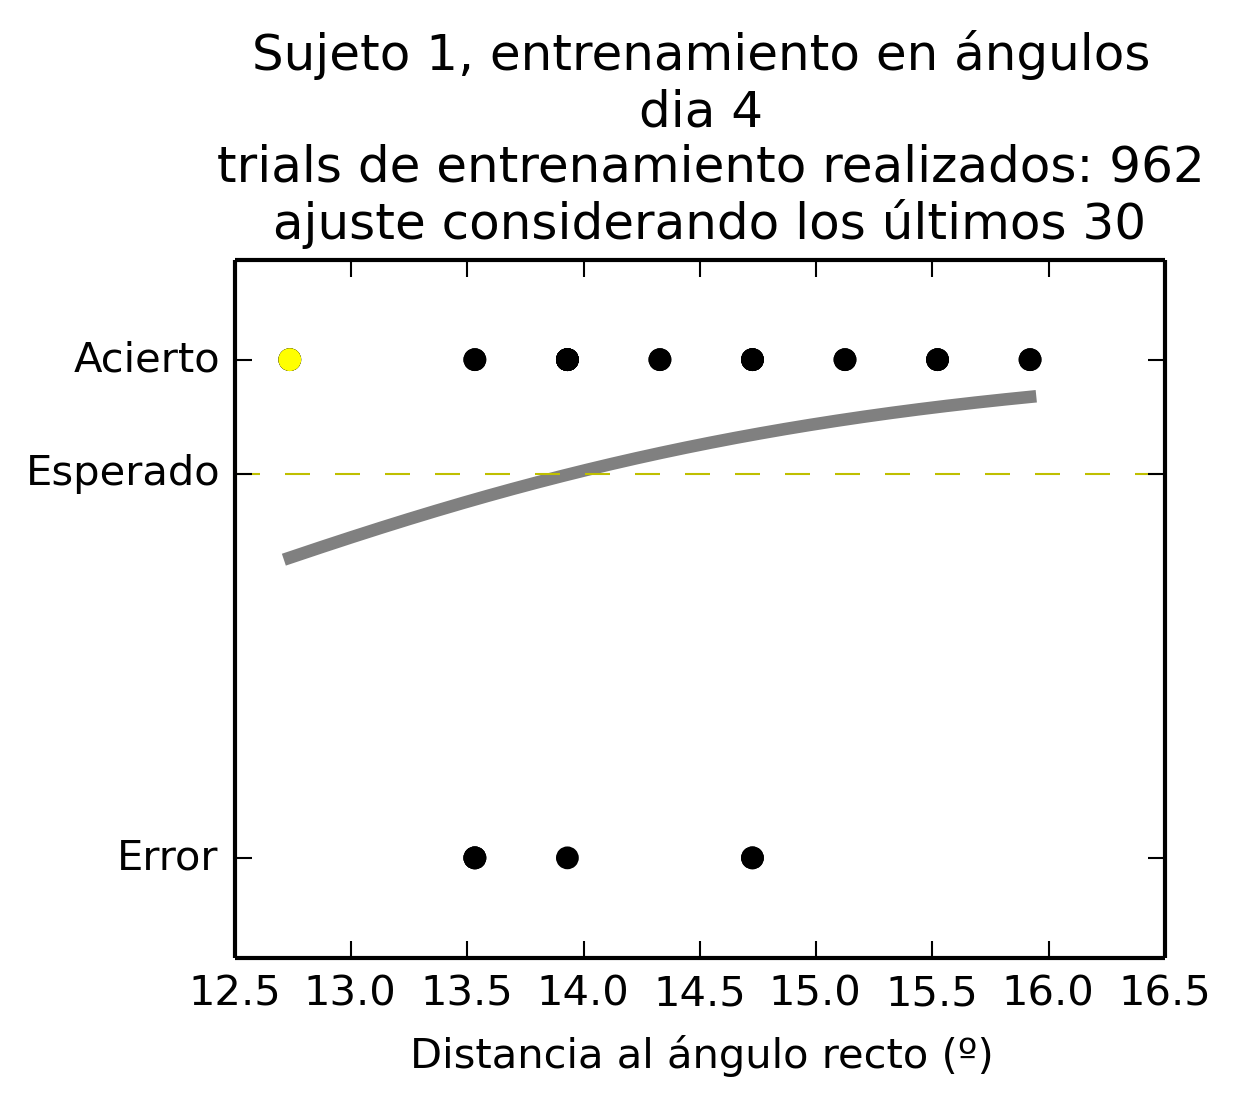 Sujeto 1, entrenamiento en ángulos
dia 4
trials de entrenamiento realizados: 962
ajuste considerando los últimos 30
Acierto
Esperado
Error
12.5 13.0 13.5 14.0 14.5 15.0 15.5 16.0 16.5
Distancia al ángulo recto (º)